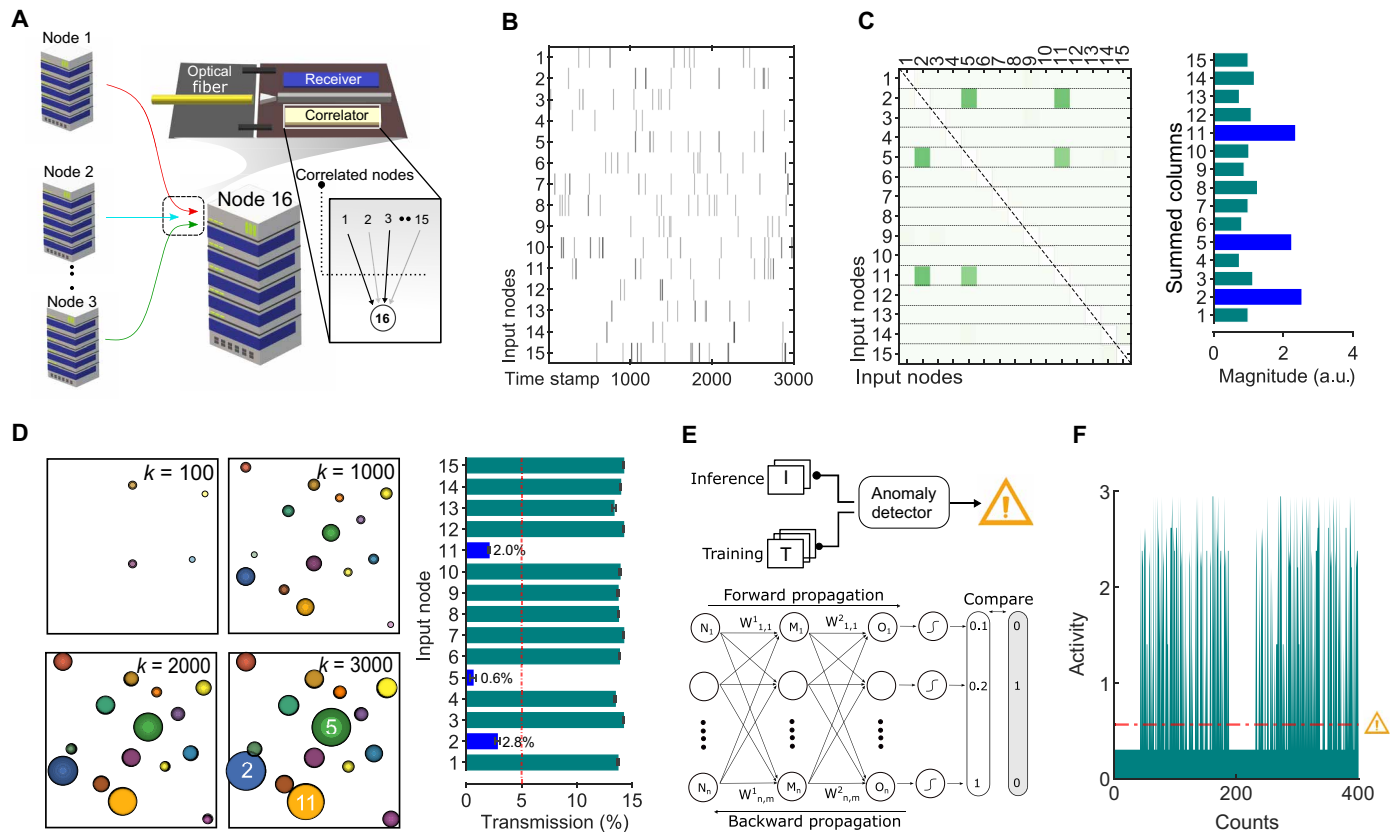 A
Node 1
Optical
fiber
Receiver
Correlator
Node 2
Node 16
Correlated nodes
1 2 3 •• 15
16
Node 3
B
1
2
3
4
5
6
7
8
9
10
11
12
13
14
15
Input nodes
Time stamp 1000 2000 3000
C
1 2 3 4 5 6 7 8 9 10 11 12 13 14 15
1
2
3
4
5
6
7
8
9
10
11
12
13
14
15
Input nodes
Input nodes
15
14
13
12
11
10
9
8
7
6
5
4
3
2
1
Summed columns
0 2 4
Magnitude (a.u.)
D
k = 100
k = 1000
k = 2000
k = 3000
5
2
11
15
14
13
12
11 2.0%
10
9
8
7
6
5 0.6%
4
3
2 2.8%
1
Input node
0 5 10 15
Transmission (%)
E
Inference I
Anomaly
detector
Training T
Forward propagation
Compare
N1 W1 1,1 M1 W2 1,1 O1 0.1 0
0.2 1
Nn W1 n,m Mn W2 n,m On 1 0
Backward propagation
F
3
2
1
0
Activity
0 200 400
Counts